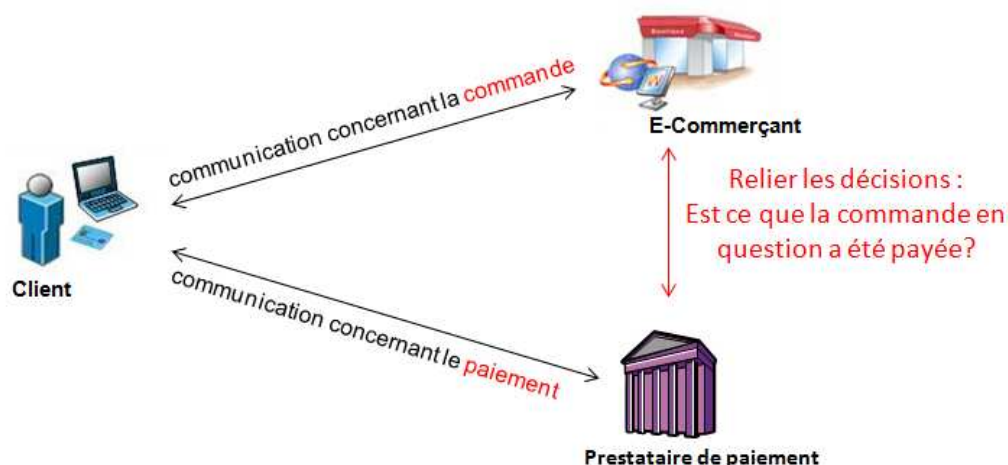 communication concernant la commande
E-Commerçant
Relier les décisions :
Est ce que la commande en
question a été payée?
Client
communication concernant le paiement
Prestataire de paiement